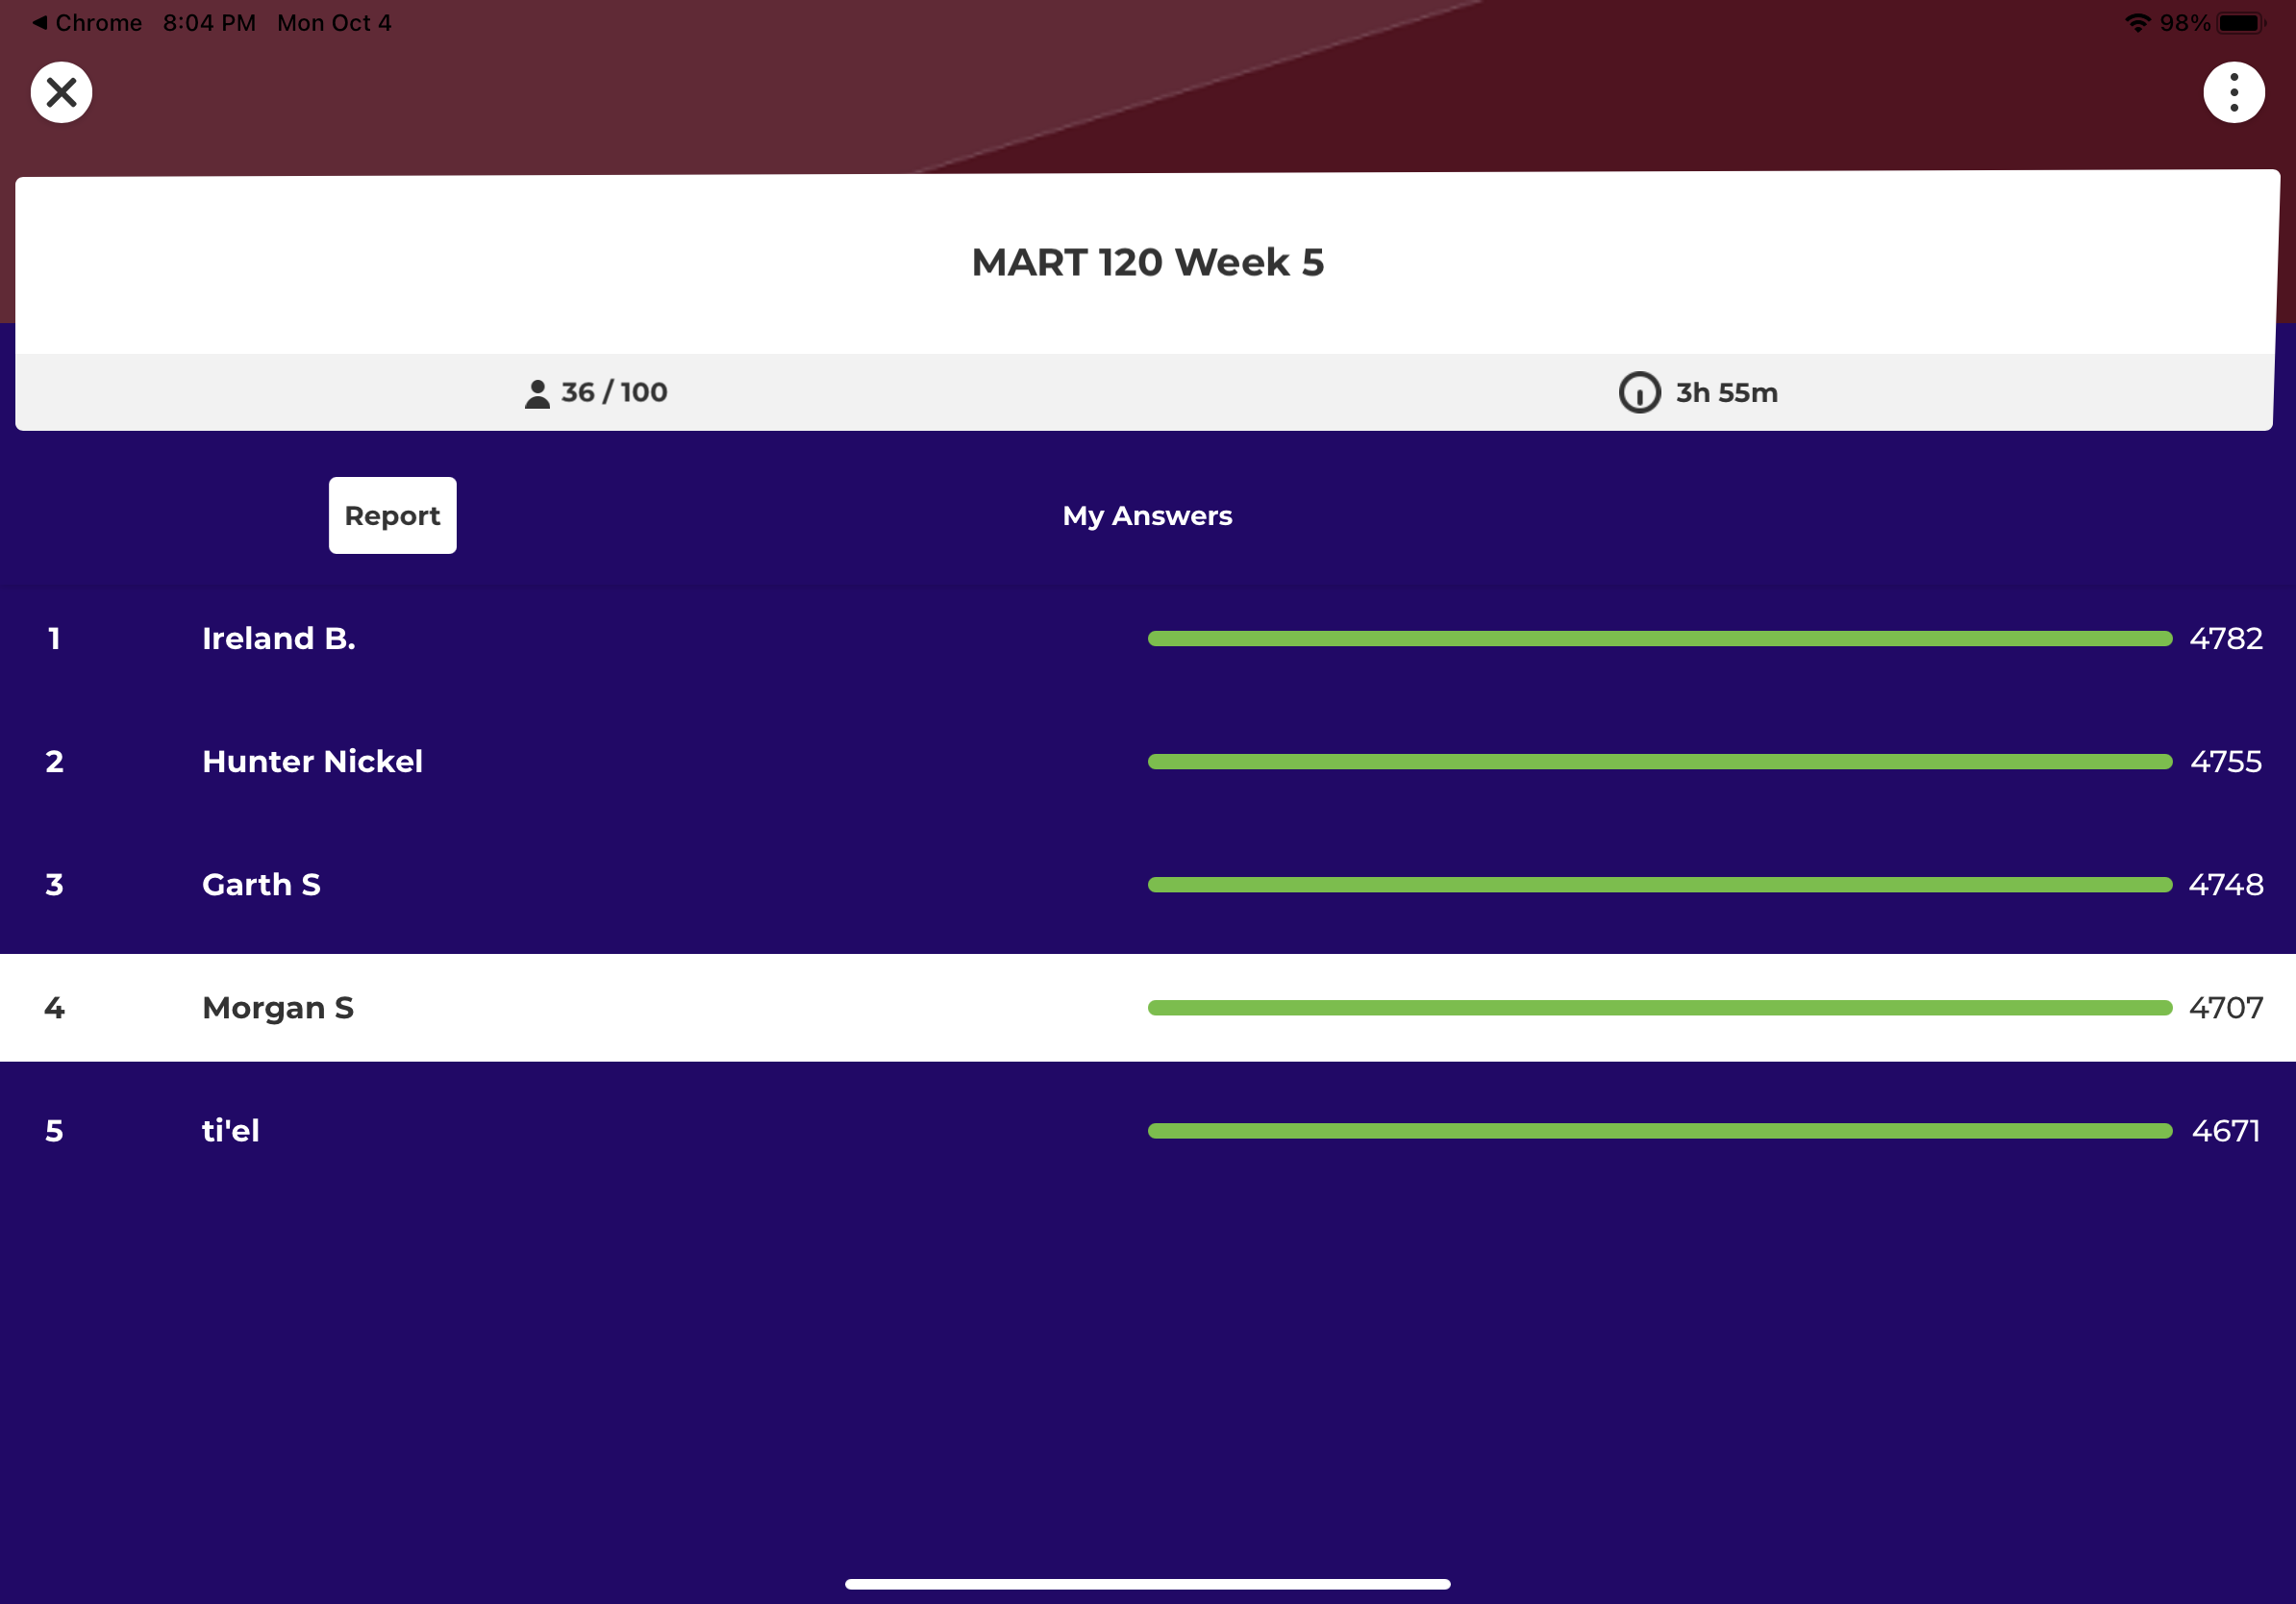 Chrome 8:04 PM Mon Oct 4 98%
MART 120 Week 5
36 / 100 3h 55m
Report My Answers
1 Ireland B. 4782
2 Hunter Nickel 4755
3 Garth S 4748
4 Morgan S 4707
5 ti'el 4671